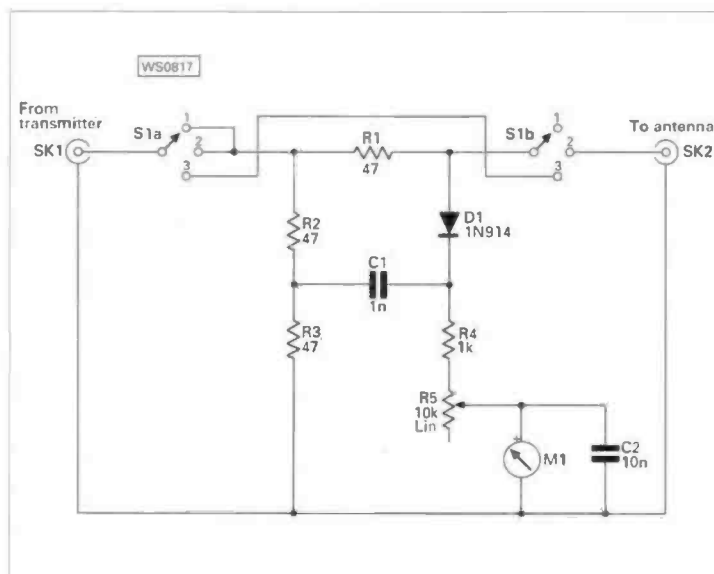 WS0817
From
transmitter
SK1
S1a
1
2
3
R1
47
S1b
1
2
3
To antenna
SK2
R2
47
D1
1N914
C1
1n
R3
47
R4
1k
R5
10k
Lin
+
M1
C2
10n